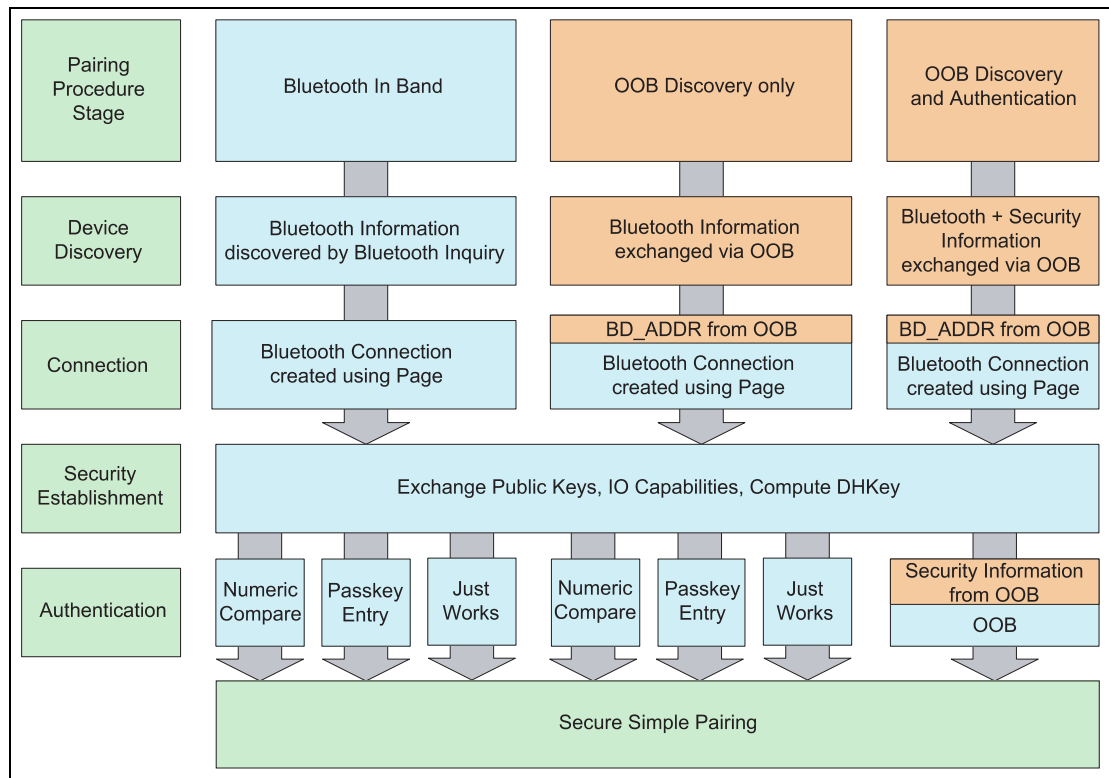 Pairing
Procedure
Stage
Bluetooth In Band
OOB Discovery only
OOB Discovery
and Authentication
Device
Discovery
Bluetooth Information
discovered by Bluetooth Inquiry
Bluetooth Information
exchanged via OOB
Bluetooth + Security
Information
exchanged via OOB
Connection
Bluetooth Connection
created using Page
BD_ADDR from OOB
Bluetooth Connection
created using Page
BD_ADDR from OOB
Bluetooth Connection
created using Page
Security
Establishment
Exchange Public Keys, IO Capabilities, Compute DHKey
Authentication
Numeric
Compare
Passkey
Entry
Just
Works
Numeric
Compare
Passkey
Entry
Just
Works
Security Information
from OOB
OOB
Secure Simple Pairing